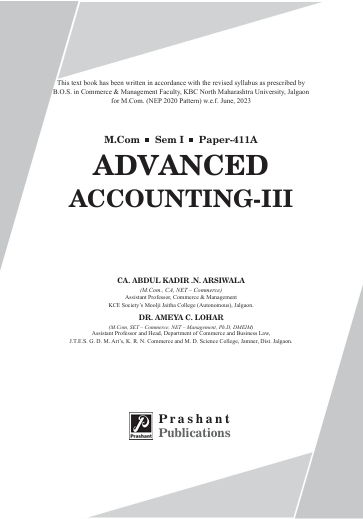 This text book has been written in accordance with the revised syllabus as prescribed by
B.O.S. in Commerce & Management Faculty, KBC North Maharashtra University, Jalgaon
for M.Com. (NEP 2020 Pattern) w.e.f. June, 2023
M.Com ■ Sem I ■ Paper-411A
ADVANCED
ACCOUNTING-III
CA. ABDUL KADIR .N. ARSIWALA
(M.Com., CA, NET – Commerce)
Assistant Professor, Commerce & Management
KCE Society's Moolji Jaitha College (Autonomous), Jalgaon.
DR. AMEYA C. LOHAR
(M.Com, SET – Commerce, NET – Management, Ph.D, DMEIM)
Assistant Professor and Head, Department of Commerce and Business Law,
J.T.E.S. G. D. M. Art's, K. R. N. Commerce and M. D. Science College, Jamner, Dist. Jalgaon.
Prashant
Prashant
Publications